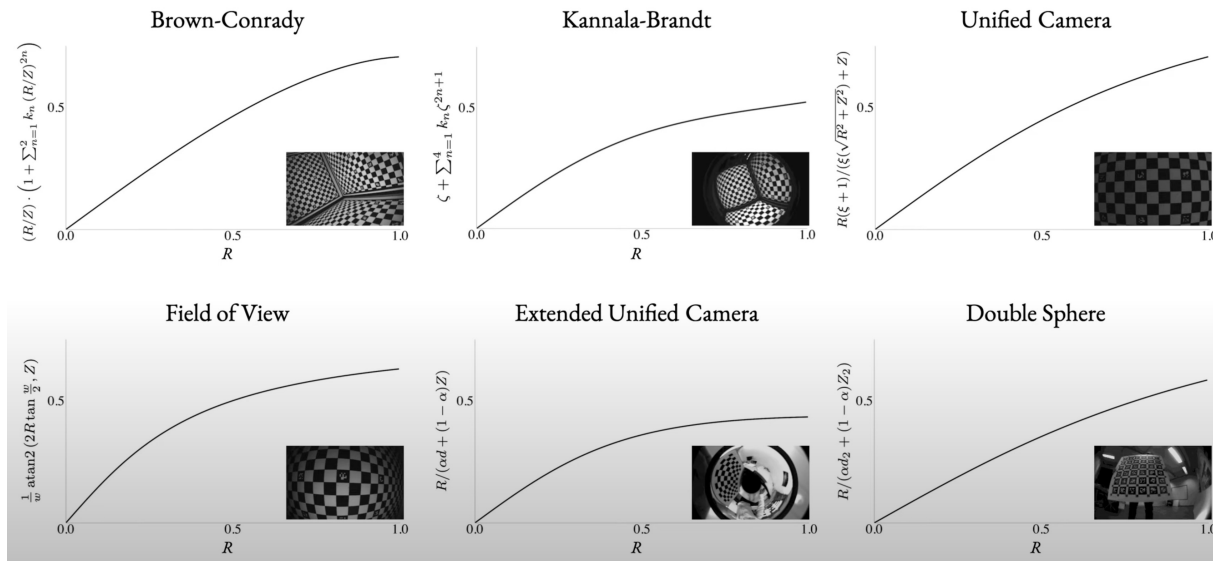 Brown-Conrady
(R/Z) · (1 + ∑_{n=1}^{2} k_n (R/Z)^{2n})
0.5
0.0 0.5 1.0
R
Kannala-Brandt
ζ + ∑_{n=1}^{4} k_n ζ^{2n+1}
0.5
0.0 0.5 1.0
R
Unified Camera
R(ξ + 1)/(ξ(√(R² + Z²) + Z)
0.5
0.0 0.5 1.0
R
Field of View
1/w atan2 (2R tan w/2, Z)
0.5
0.0 0.5 1.0
R
Extended Unified Camera
R/(αd + (1 − α)Z)
0.5
0.0 0.5 1.0
R
Double Sphere
R/(αd₂ + (1 − α)Z₂)
0.5
0.0 0.5 1.0
R